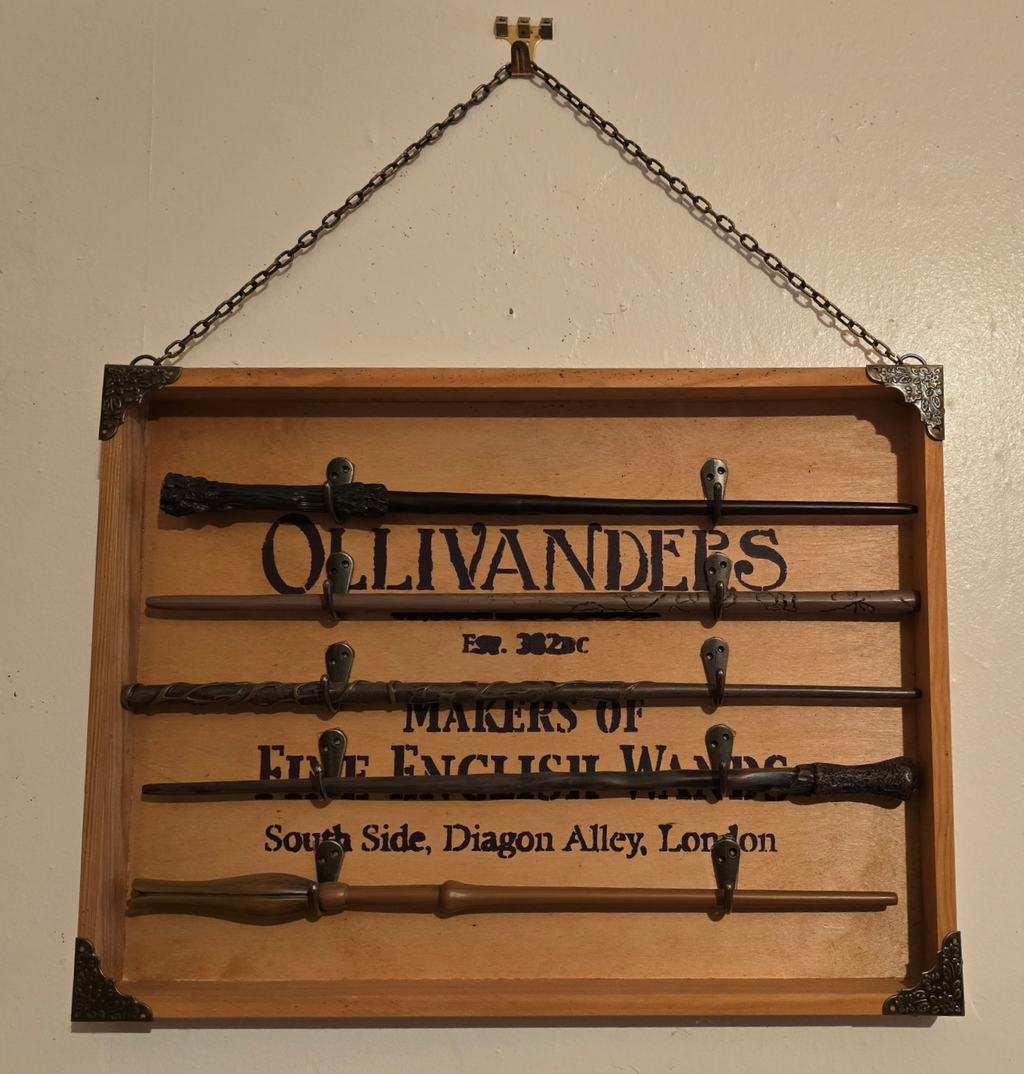 OLLIVANDERS
EST. 382BC
MAKERS OF
FINE ENGLISH WANDS
South Side, Diagon Alley, London